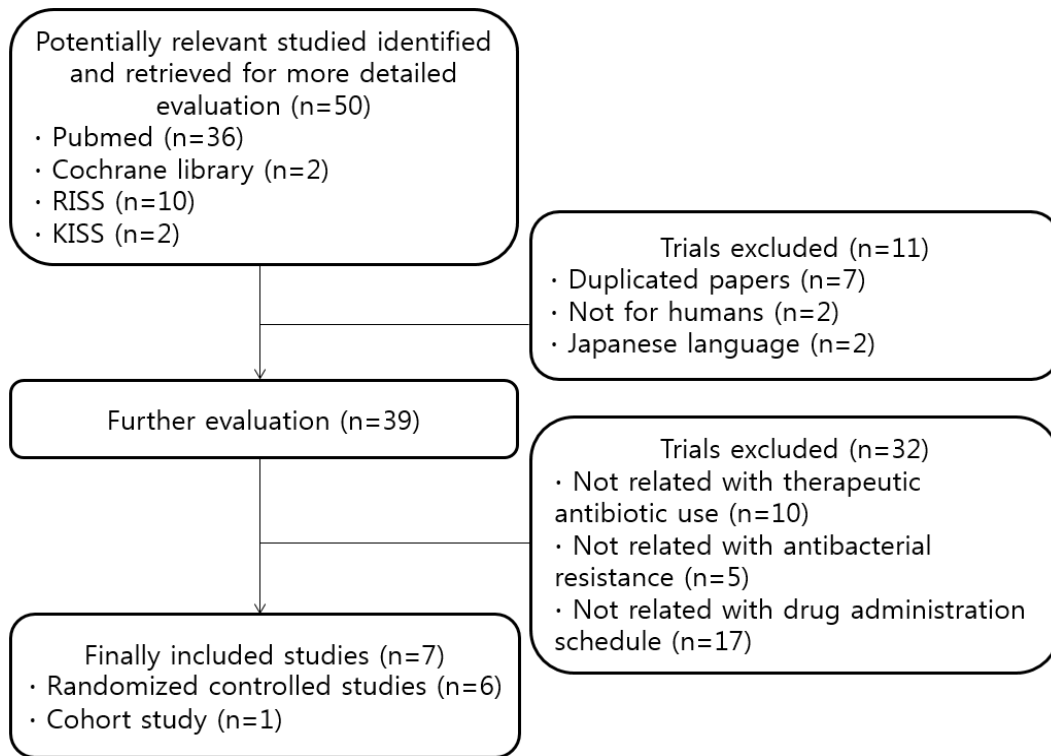 Potentially relevant studied identified
and retrieved for more detailed
evaluation (n=50)
· Pubmed (n=36)
· Cochrane library (n=2)
· RISS (n=10)
· KISS (n=2)
Trials excluded (n=11)
· Duplicated papers (n=7)
· Not for humans (n=2)
· Japanese language (n=2)
Further evaluation (n=39)
Trials excluded (n=32)
· Not related with therapeutic
antibiotic use (n=10)
· Not related with antibacterial
resistance (n=5)
· Not related with drug administration
schedule (n=17)
Finally included studies (n=7)
· Randomized controlled studies (n=6)
· Cohort study (n=1)